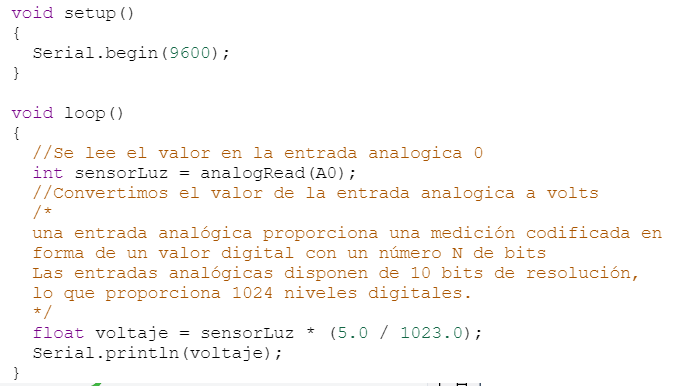 void setup()
{
  Serial.begin(9600);
}

void loop()
{
  //Se lee el valor en la entrada analogica 0
  int sensorLuz = analogRead(A0);
  //Convertimos el valor de la entrada analogica a volts
  /*
  una entrada analógica proporciona una medición codificada en
  forma de un valor digital con un número N de bits
  Las entradas analógicas disponen de 10 bits de resolución,
  lo que proporciona 1024 niveles digitales.
  */
  float voltaje = sensorLuz * (5.0 / 1023.0);
  Serial.println(voltaje);
}